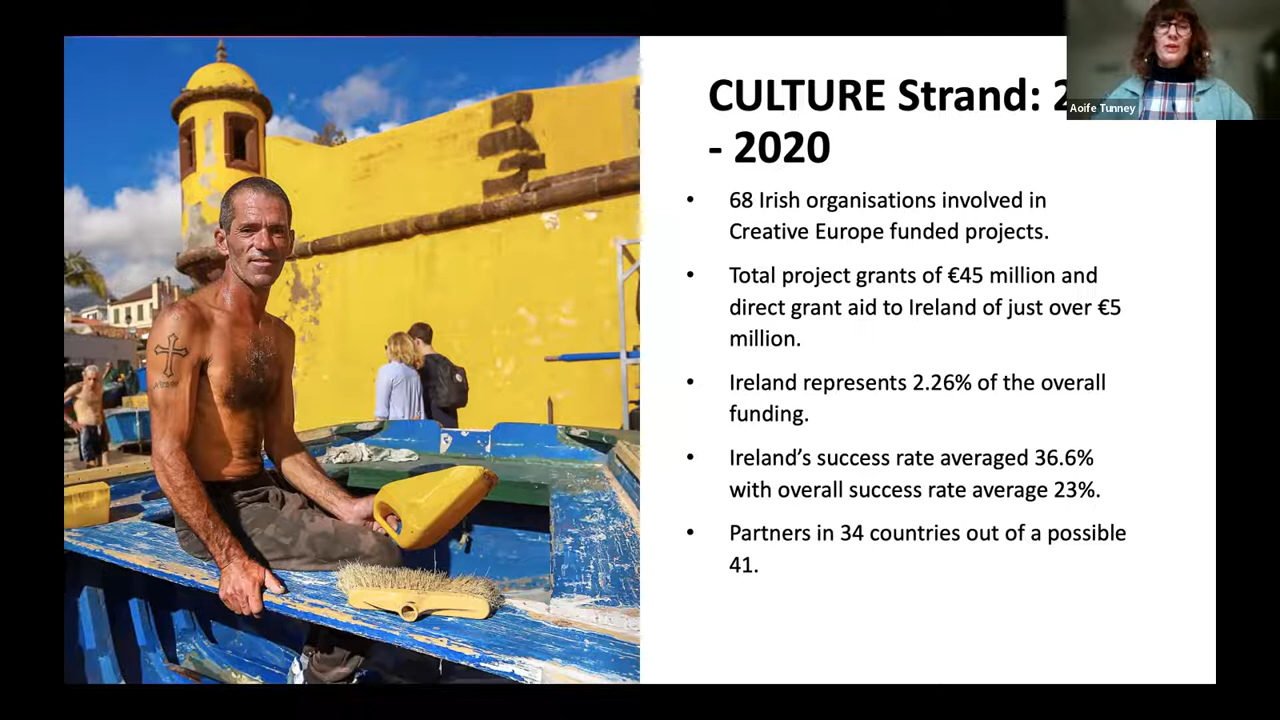 CULTURE Strand: 2
- 2020
Aoife Tunney
• 68 Irish organisations involved in
Creative Europe funded projects.
• Total project grants of €45 million and
direct grant aid to Ireland of just over €5
million.
• Ireland represents 2.26% of the overall
funding.
• Ireland’s success rate averaged 36.6%
with overall success rate average 23%.
• Partners in 34 countries out of a possible
41.